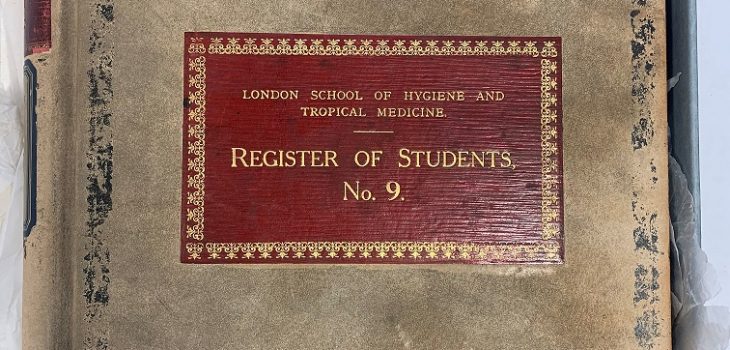 LONDON SCHOOL OF HYGIENE AND
TROPICAL MEDICINE.
REGISTER OF STUDENTS,
No. 9.